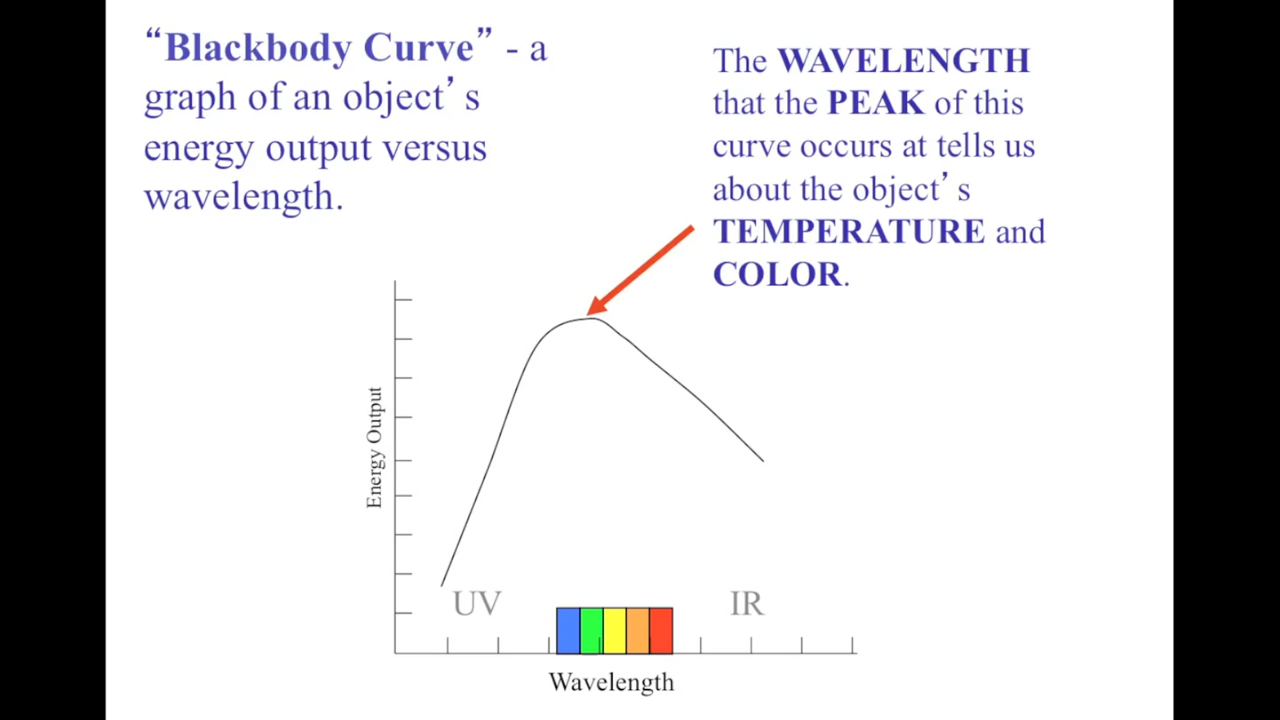 “Blackbody Curve” - a
graph of an object’s
energy output versus
wavelength.
The WAVELENGTH
that the PEAK of this
curve occurs at tells us
about the object’s
TEMPERATURE and
COLOR.
Energy Output
UV
IR
Wavelength